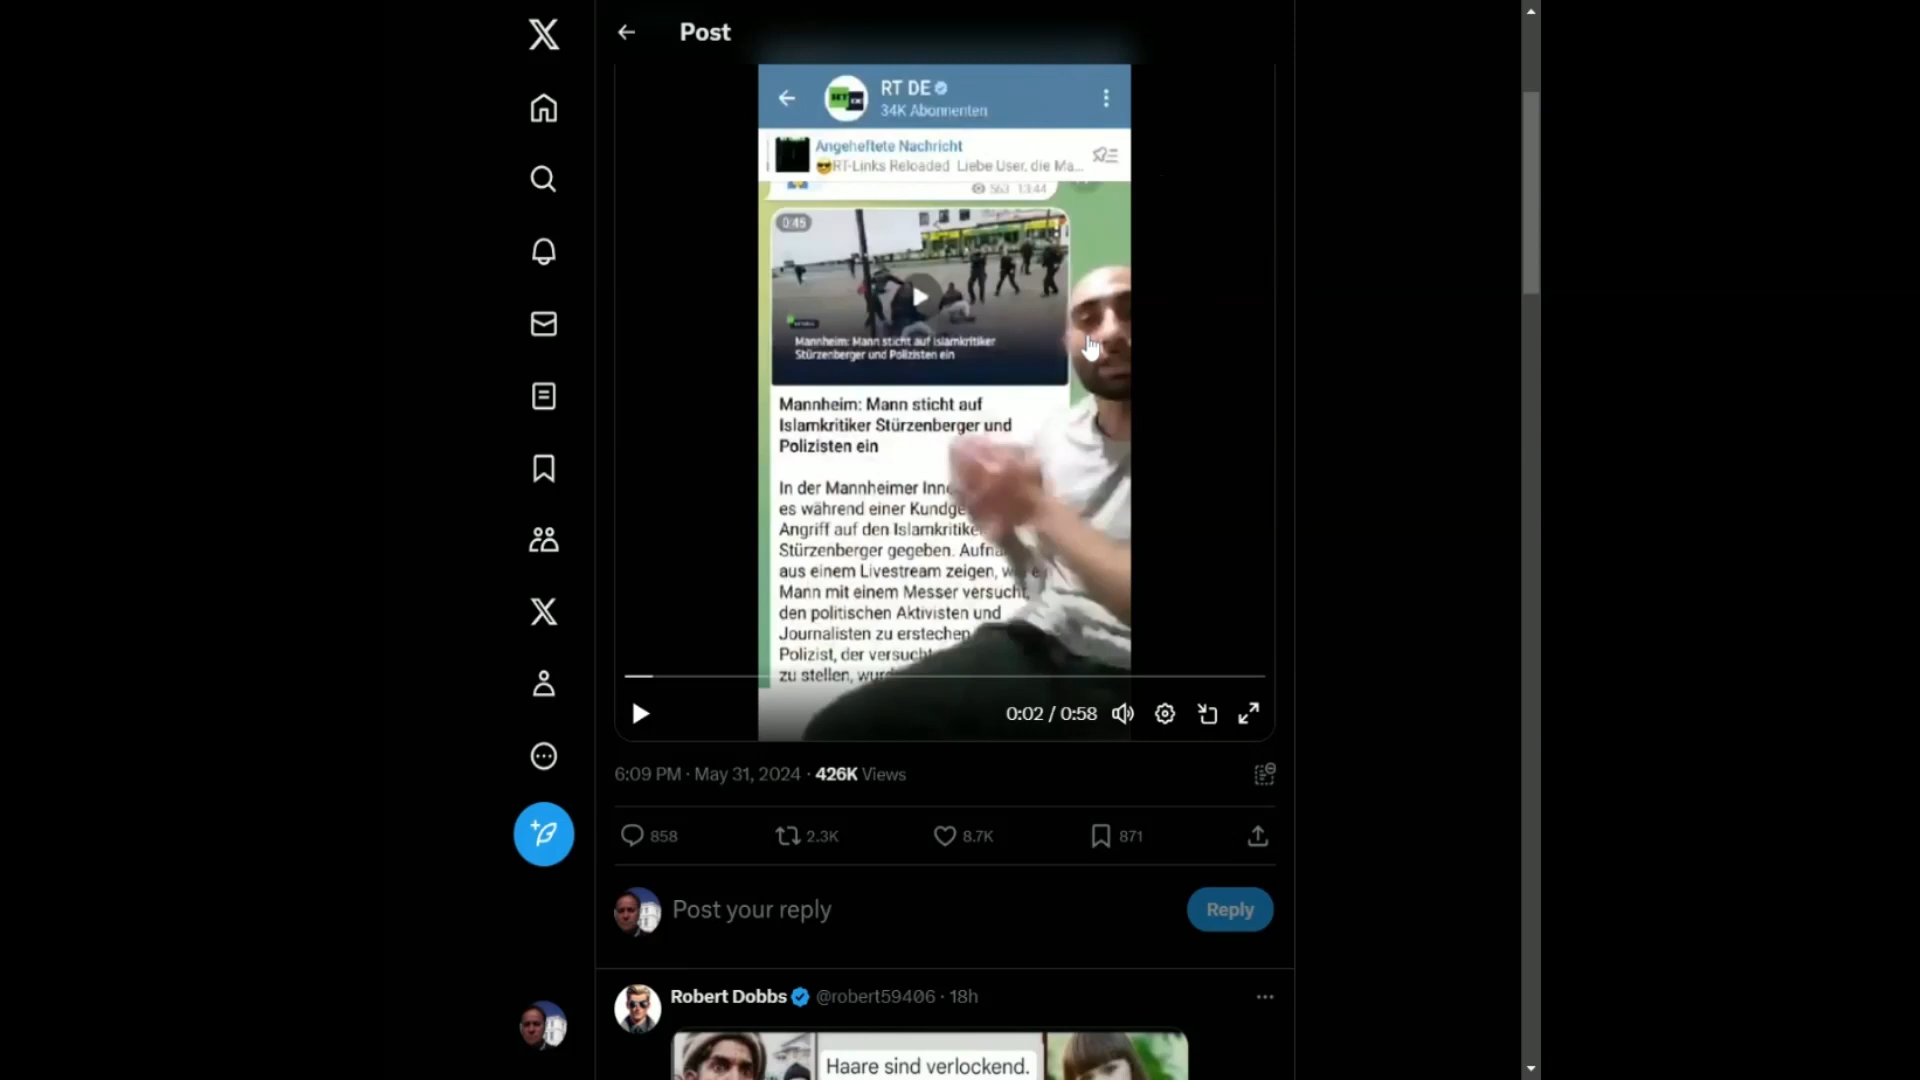 Post
RT DE
34K Abonnenten
Angeheftete Nachricht
RT-Links Reloaded Liebe User, die Ma...
563 13:44
0:45
Mannheim: Mann sticht auf Islamkritiker
Stürzenberger und Polizisten ein
Mannheim: Mann sticht auf
Islamkritiker Stürzenberger und
Polizisten ein
In der Mannheimer Inne
es während einer Kundge
Angriff auf den Islamkritike
Stürzenberger gegeben. Aufna
aus einem Livestream zeigen,
Mann mit einem Messer versucht,
den politischen Aktivisten und
Journalisten zu erstechen
Polizist, der versucht
zu stellen, wurd
0:02 / 0:58
6:09 PM · May 31, 2024 · 426K Views
858 2.3K 8.7K 871
Post your reply
Reply
Robert Dobbs @robert59406 · 18h
Haare sind verlockend.